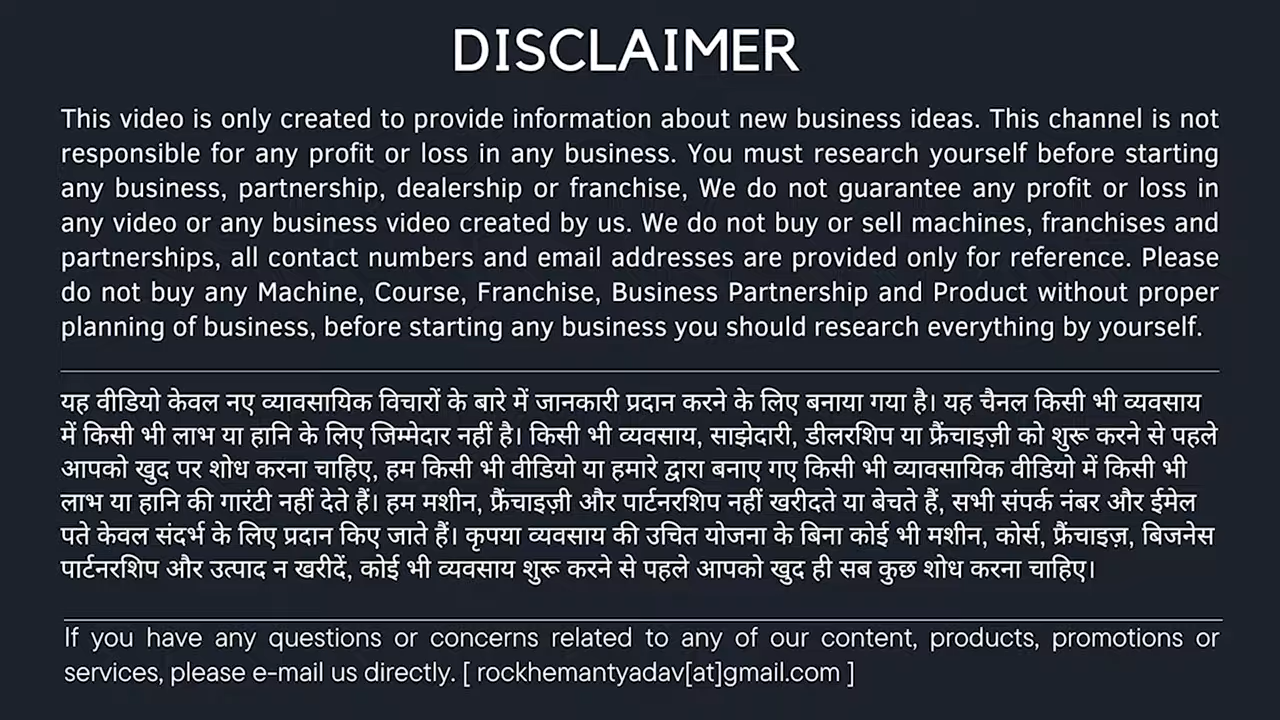 DISCLAIMER
This video is only created to provide information about new business ideas. This channel is not
responsible for any profit or loss in any business. You must research yourself before starting
any business, partnership, dealership or franchise, We do not guarantee any profit or loss in
any video or any business video created by us. We do not buy or sell machines, franchises and
partnerships, all contact numbers and email addresses are provided only for reference. Please
do not buy any Machine, Course, Franchise, Business Partnership and Product without proper
planning of business, before starting any business you should research everything by yourself.
यह वीडियो केवल नए व्यावसायिक विचारों के बारे में जानकारी प्रदान करने के लिए बनाया गया है। यह चैनल किसी भी व्यवसाय
में किसी भी लाभ या हानि के लिए जिम्मेदार नहीं है। किसी भी व्यवसाय, साझेदारी, डीलरशिप या फ्रैंचाइज़ी को शुरू करने से पहले
आपको खुद पर शोध करना चाहिए, हम किसी भी वीडियो या हमारे द्वारा बनाए गए किसी भी व्यावसायिक वीडियो में किसी भी
लाभ या हानि की गारंटी नहीं देते हैं। हम मशीन, फ्रैंचाइज़ी और पार्टनरशिप नहीं खरीदते या बेचते हैं, सभी संपर्क नंबर और ईमेल
पते केवल संदर्भ के लिए प्रदान किए जाते हैं। कृपया व्यवसाय की उचित योजना के बिना कोई भी मशीन, कोर्स, फ्रैंचाइज़, बिजनेस
पार्टनरशिप और उत्पाद न खरीदें, कोई भी व्यवसाय शुरू करने से पहले आपको खुद ही सब कुछ शोध करना चाहिए।
If you have any questions or concerns related to any of our content, products, promotions or
services, please e-mail us directly. [ rockhemantyadav[at]gmail.com ]